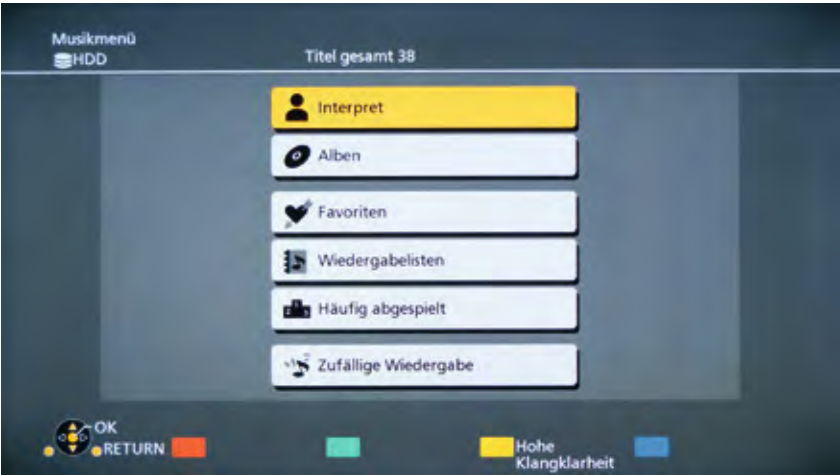 Musikmenü
HDD
Titel gesamt 38
Interpret
Alben
Favoriten
Wiedergabelisten
Häufig abgespielt
Zufällige Wiedergabe
OK
RETURN
Hohe
Klangklarheit